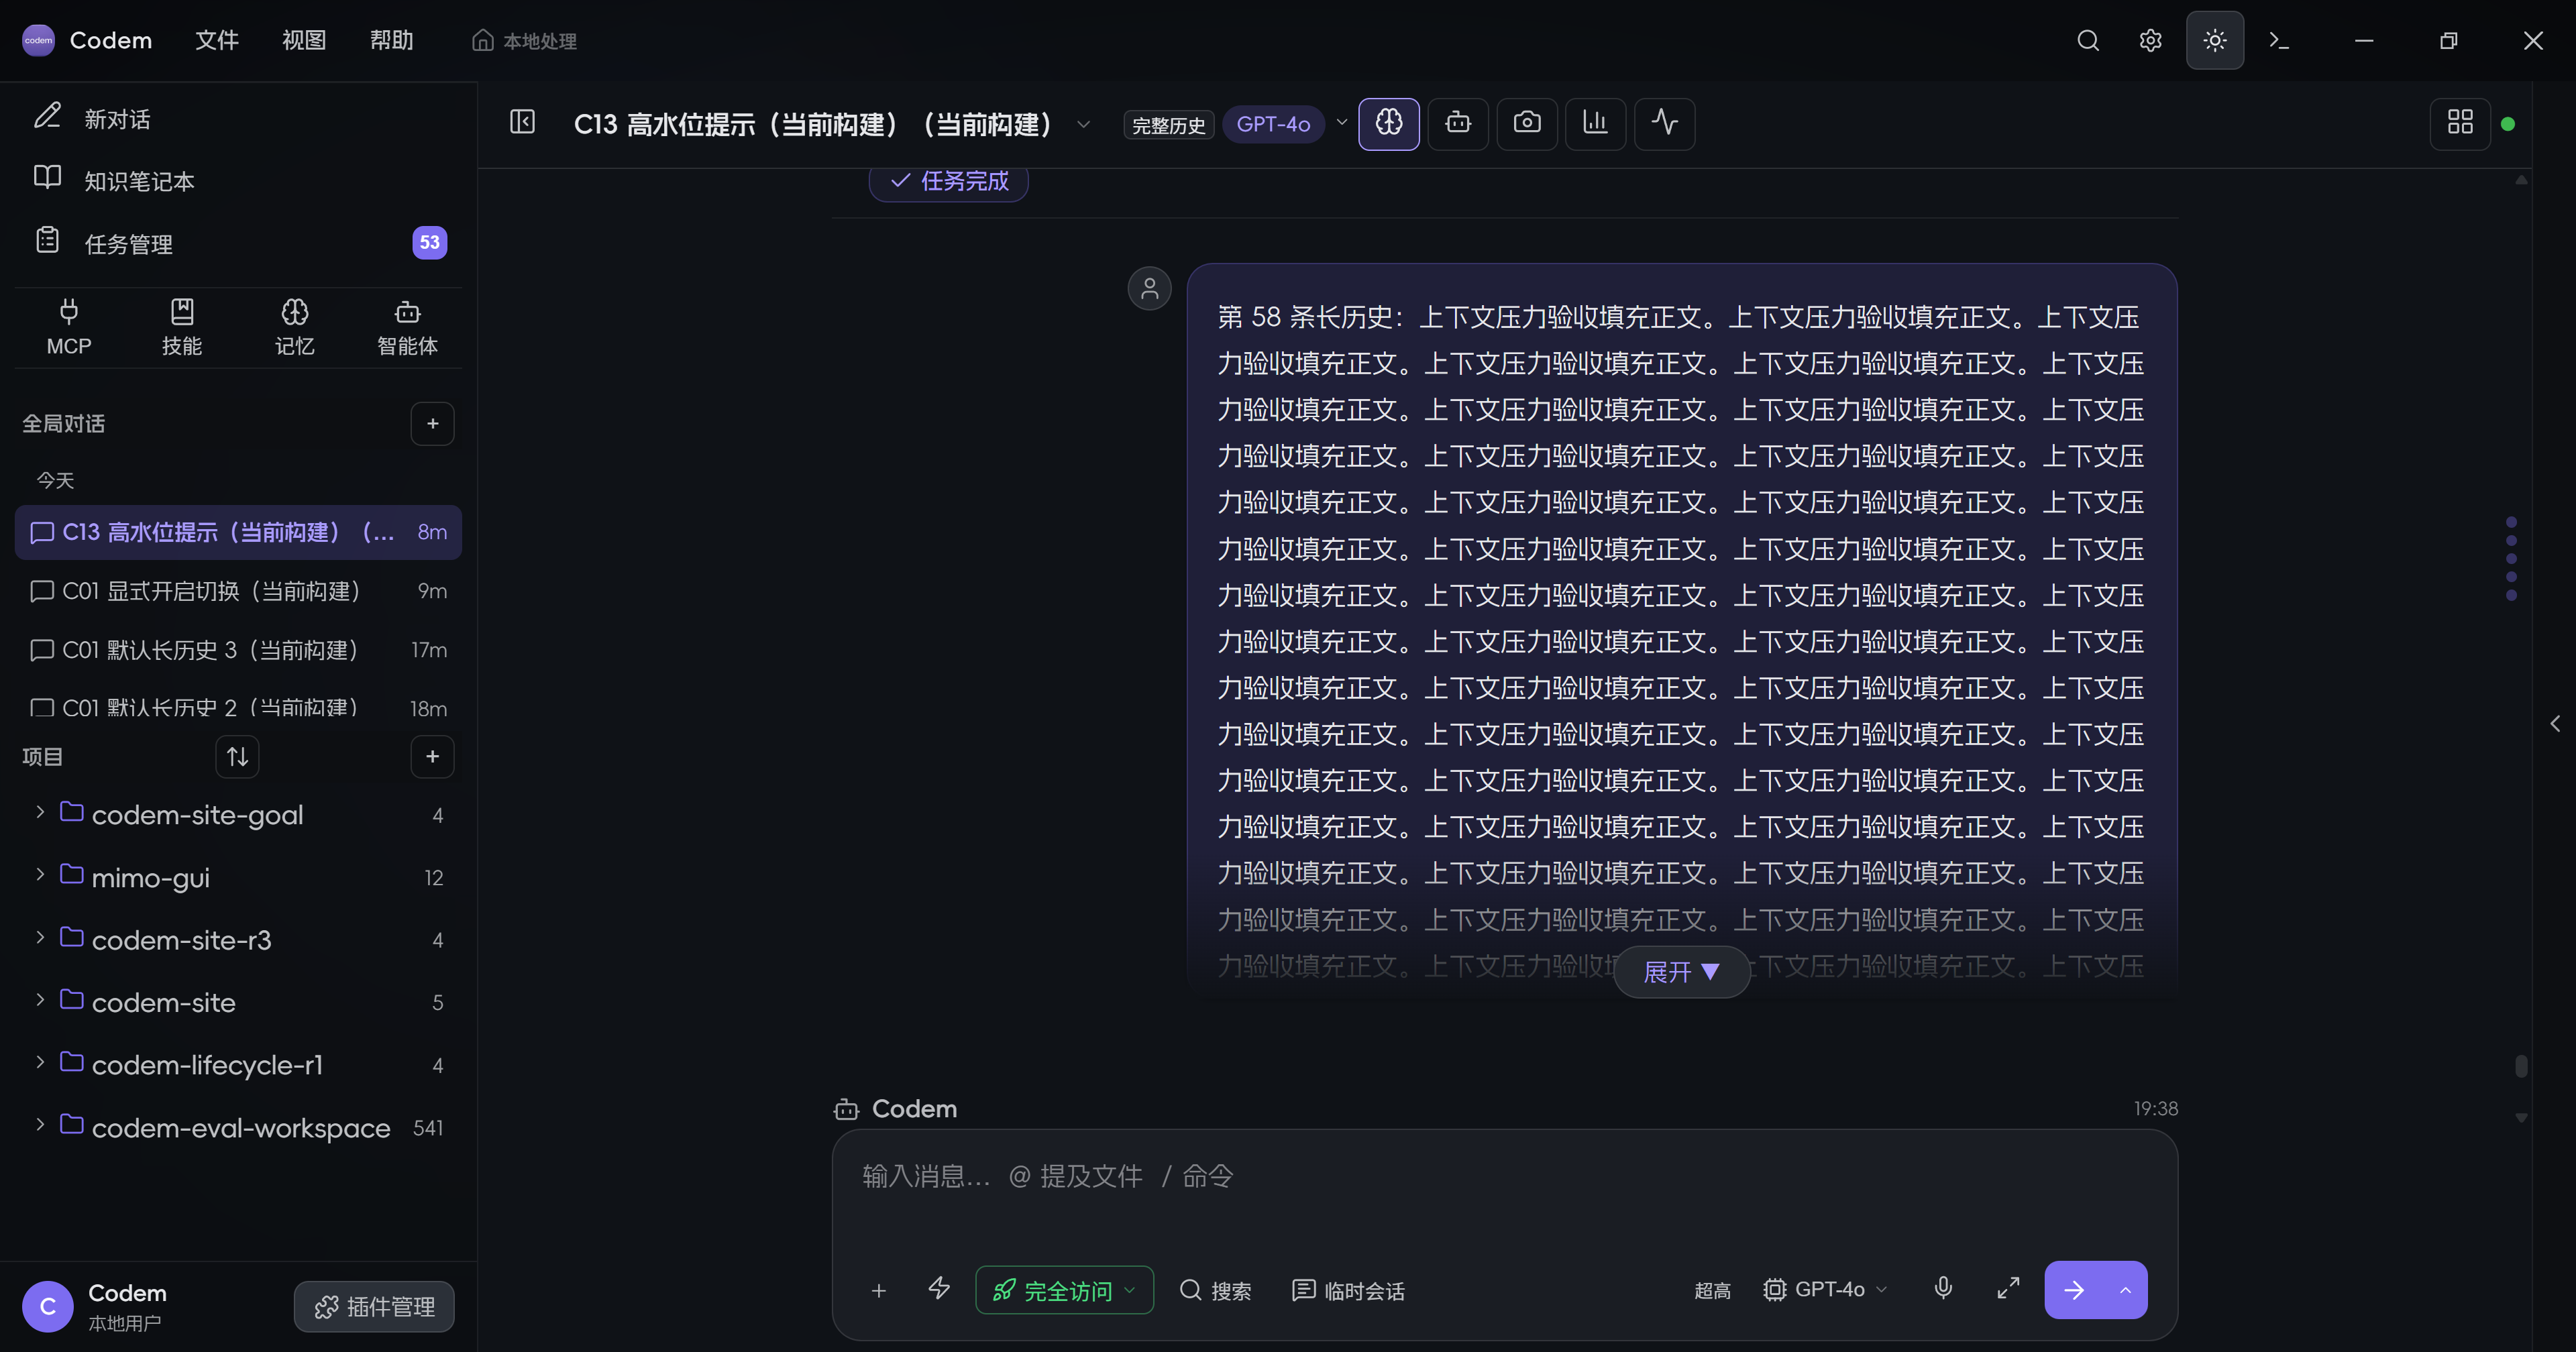 codem Codem 文件 视图 帮助 本地处理
新对话
知识笔记本
任务管理 53
MCP 技能 记忆 智能体
全局对话 +
今天
C13 高水位提示（当前构建）（... 8m
C01 显式开启切换（当前构建） 9m
C01 默认长历史 3（当前构建） 17m
C01 默认长历史 2（当前构建） 18m
项目 +
codem-site-goal 4
mimo-gui 12
codem-site-r3 4
codem-site 5
codem-lifecycle-r1 4
codem-eval-workspace 541
C Codem
本地用户
插件管理
C13 高水位提示（当前构建）（当前构建） 完整历史 GPT-4o
任务完成
第 58 条长历史：上下文压力验收填充正文。上下文压力验收填充正文。上下文压
力验收填充正文。上下文压力验收填充正文。上下文压力验收填充正文。上下文压
力验收填充正文。上下文压力验收填充正文。上下文压力验收填充正文。上下文压
力验收填充正文。上下文压力验收填充正文。上下文压力验收填充正文。上下文压
力验收填充正文。上下文压力验收填充正文。上下文压力验收填充正文。上下文压
力验收填充正文。上下文压力验收填充正文。上下文压力验收填充正文。上下文压
力验收填充正文。上下文压力验收填充正文。上下文压力验收填充正文。上下文压
力验收填充正文。上下文压力验收填充正文。上下文压力验收填充正文。上下文压
力验收填充正文。上下文压力验收填充正文。上下文压力验收填充正文。上下文压
力验收填充正文。上下文压力验收填充正文。上下文压力验收填充正文。上下文压
力验收填充正文。上下文压力验收填充正文。上下文压力验收填充正文。上下文压
力验收填充正文。上下文压力验收填充正文。上下文压力验收填充正文。上下文压
力验收填充正文。上下文压力验收填充正文。上下文压力验收填充正文。上下文压
力验收填充正文。上下文压力验收填充正文。上下文压力验收填充正文。上下文压
力验收填充正文。上下文压力验收 展开 ▼ 上下文压力验收填充正文。上下文压
Codem 19:38
输入消息... @ 提及文件 / 命令
+ 完全访问 搜索 临时会话 超高 GPT-4o